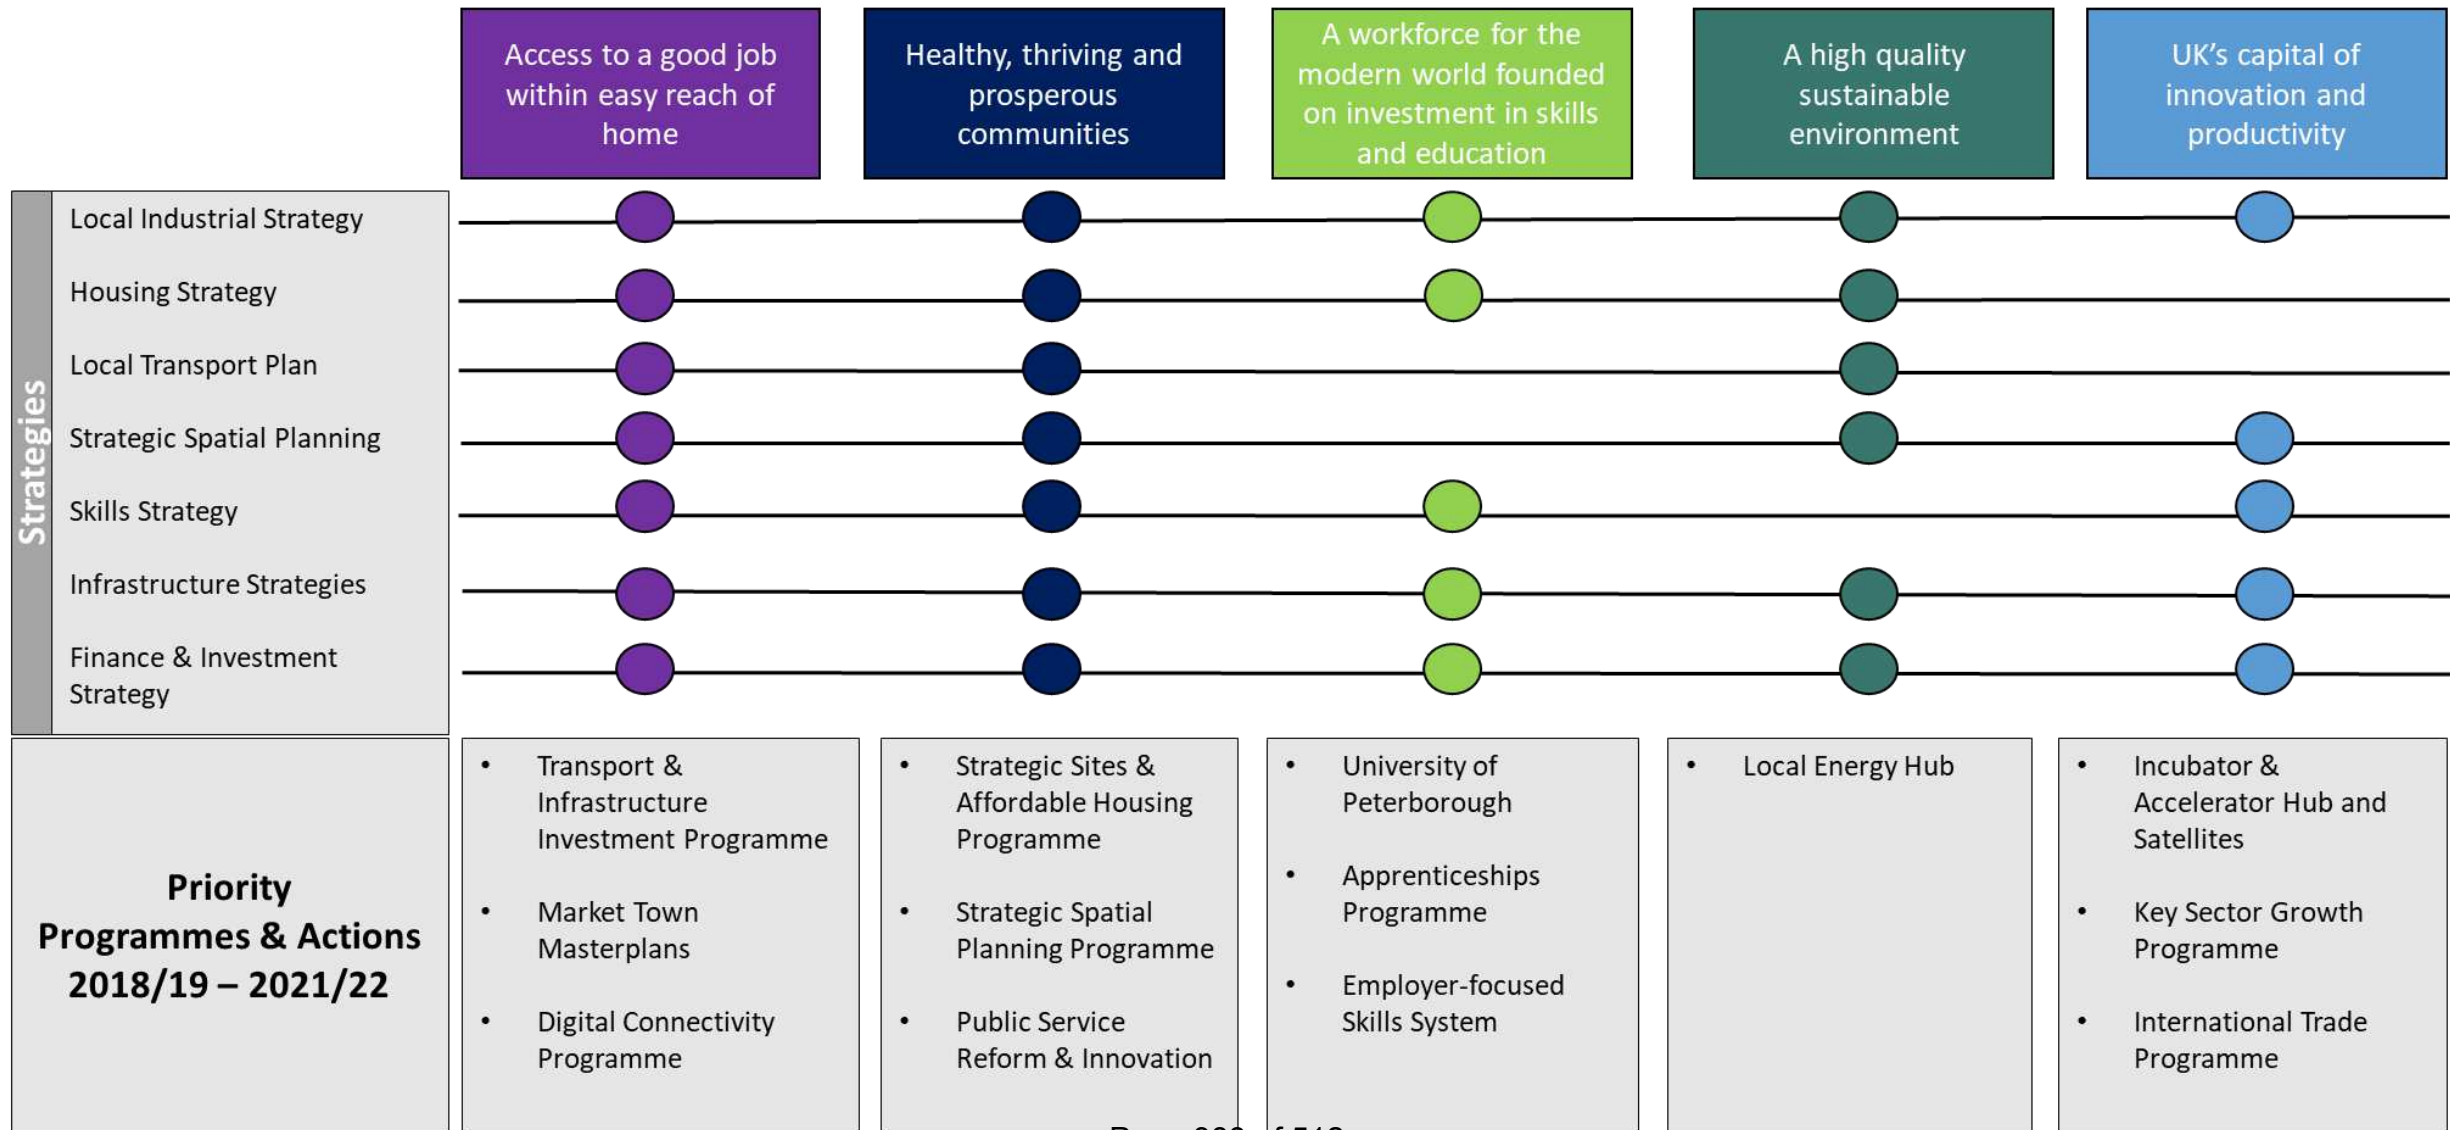 Access to a good job
within easy reach of
home
Healthy, thriving and
prosperous
communities
A workforce for the
modern world founded
on investment in skills
and education
A high quality
sustainable
environment
UK's capital of
innovation and
productivity
Strategies
Local Industrial Strategy
Housing Strategy
Local Transport Plan
Strategic Spatial Planning
Skills Strategy
Infrastructure Strategies
Finance & Investment
Strategy
Priority
Programmes & Actions
2018/19 – 2021/22
• Transport &
Infrastructure
Investment Programme
• Market Town
Masterplans
• Digital Connectivity
Programme
• Strategic Sites &
Affordable Housing
Programme
• Strategic Spatial
Planning Programme
• Public Service
Reform & Innovation
• University of
Peterborough
• Apprenticeships
Programme
• Employer-focused
Skills System
• Local Energy Hub
• Incubator &
Accelerator Hub and
Satellites
• Key Sector Growth
Programme
• International Trade
Programme